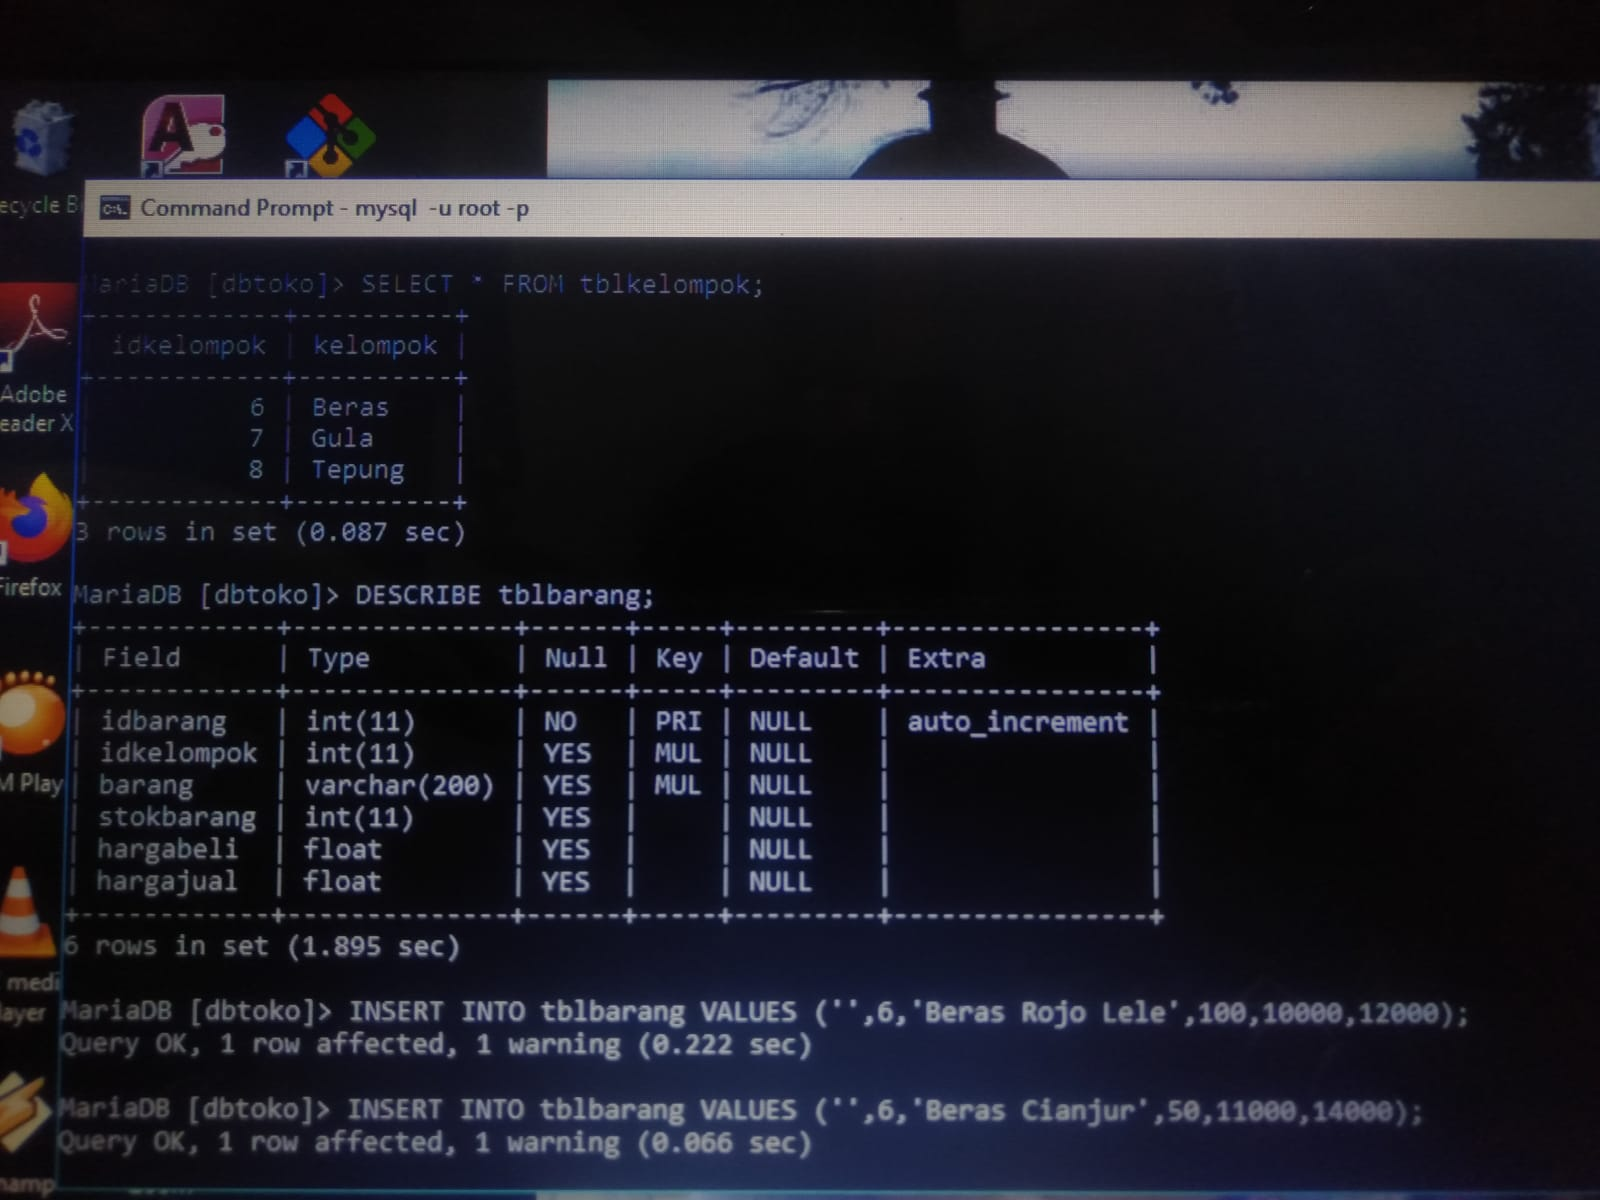 ecycle B
Command Prompt - mysql -u root -p
MariaDB [dbtoko]> SELECT * FROM tblkelompok;
+-------------+----------+
| idkelompok | kelompok |
+-------------+----------+
| 6 | Beras |
| 7 | Gula |
| 8 | Tepung |
+-------------+----------+
3 rows in set (0.087 sec)
Adobe
eader X
Firefox
MariaDB [dbtoko]> DESCRIBE tblbarang;
+------------+--------------+------+-----+---------+----------------+
| Field | Type | Null | Key | Default | Extra |
+------------+--------------+------+-----+---------+----------------+
| idbarang | int(11) | NO | PRI | NULL | auto_increment |
| idkelompok | int(11) | YES | MUL | NULL | |
| barang | varchar(200) | YES | MUL | NULL | |
| stokbarang | int(11) | YES | | NULL | |
| hargabeli | float | YES | | NULL | |
| hargajual | float | YES | | NULL | |
+------------+--------------+------+-----+---------+----------------+
6 rows in set (1.895 sec)
M Play
medi
layer
MariaDB [dbtoko]> INSERT INTO tblbarang VALUES ('',6,'Beras Rojo Lele',100,10000,12000);
Query OK, 1 row affected, 1 warning (0.222 sec)
MariaDB [dbtoko]> INSERT INTO tblbarang VALUES ('',6,'Beras Cianjur',50,11000,14000);
Query OK, 1 row affected, 1 warning (0.066 sec)